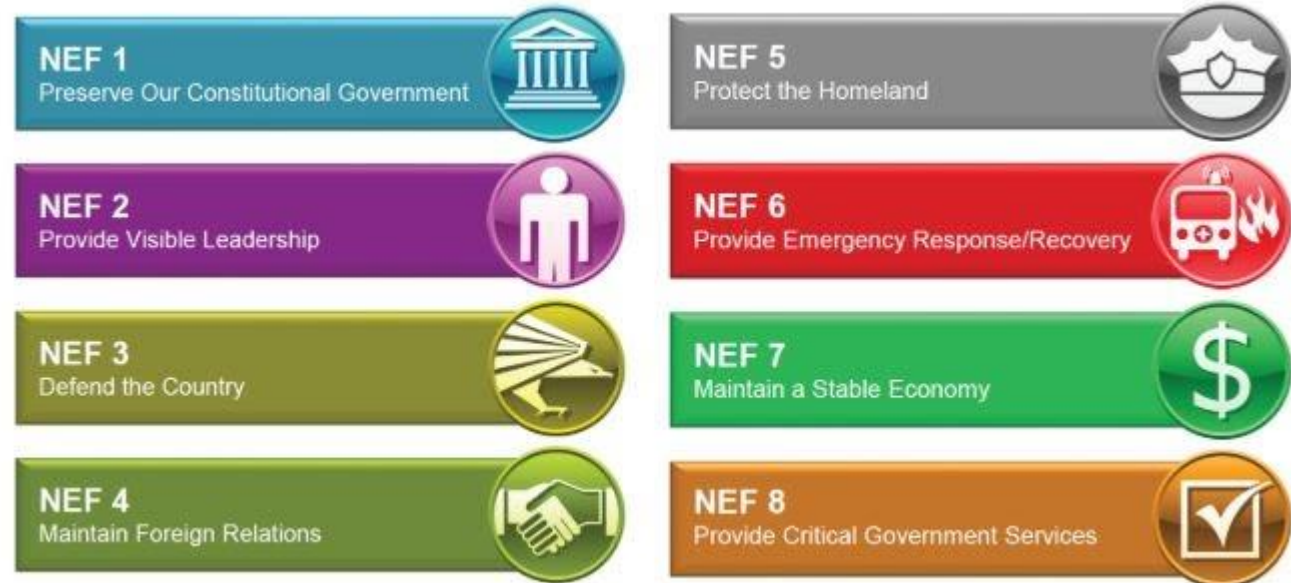 NEF 1
Preserve Our Constitutional Government
NEF 2
Provide Visible Leadership
NEF 3
Defend the Country
NEF 4
Maintain Foreign Relations
NEF 5
Protect the Homeland
NEF 6
Provide Emergency Response/Recovery
NEF 7
Maintain a Stable Economy
$
NEF 8
Provide Critical Government Services